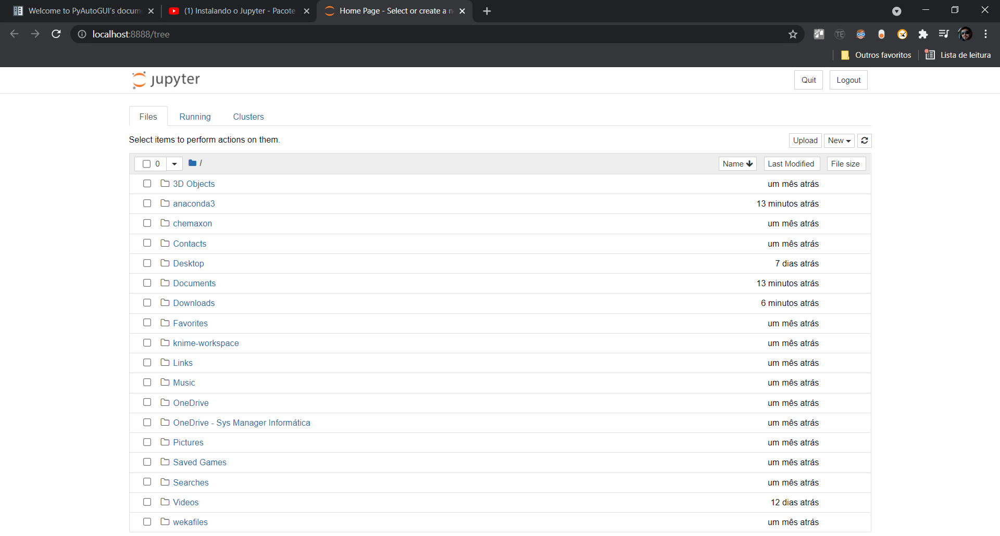 Welcome to PyAutoGUI's docum
(1) Instalando o Jupyter - Pacote
Home Page - Select or create a n
localhost:8888/tree
TE
Outros favoritos
Lista de leitura
jupyter
Quit
Logout
Files
Running
Clusters
Select items to perform actions on them.
Upload
New
0
/
Name
Last Modified
File size
3D Objects um mês atrás
anaconda3 13 minutos atrás
chemaxon um mês atrás
Contacts um mês atrás
Desktop 7 dias atrás
Documents 13 minutos atrás
Downloads 6 minutos atrás
Favorites um mês atrás
knime-workspace um mês atrás
Links um mês atrás
Music um mês atrás
OneDrive um mês atrás
OneDrive - Sys Manager Informática um mês atrás
Pictures um mês atrás
Saved Games um mês atrás
Searches um mês atrás
Videos 12 dias atrás
wekafiles um mês atrás